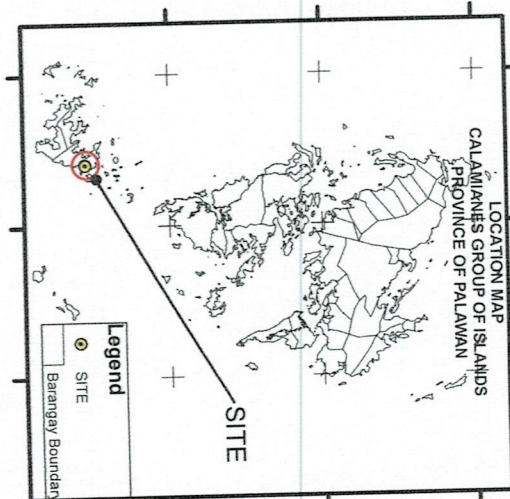 LOCATION MAP
CALAMIANES GROUP OF ISLANDS
PROVINCE OF PALAWAN
SITE
Legend
SITE
Barangay Boundar